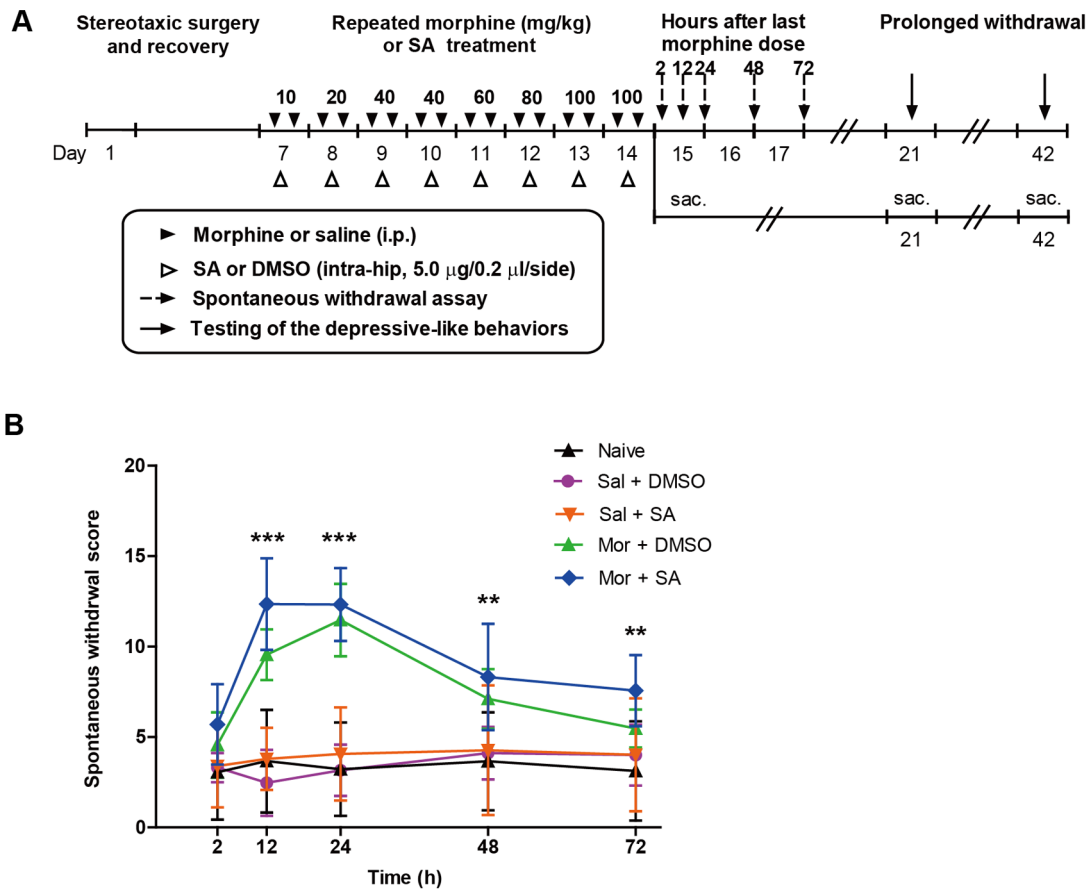 A
Stereotaxic surgery
and recovery
Repeated morphine (mg/kg)
or SA treatment
Hours after last
morphine dose
Prolonged withdrawal
10 20 40 40 60 80 100 100
2 12 24 48 72
Day 1 7 8 9 10 11 12 13 14 15 16 17 21 42
sac. sac. sac.
21 42
Morphine or saline (i.p.)
SA or DMSO (intra-hip, 5.0 μg/0.2 μl/side)
Spontaneous withdrawal assay
Testing of the depressive-like behaviors
B
Spontaneous withdrwal score
20
15
10
5
0
Naive
Sal + DMSO
Sal + SA
Mor + DMSO
Mor + SA
*** *** ** **
2 12 24 48 72
Time (h)